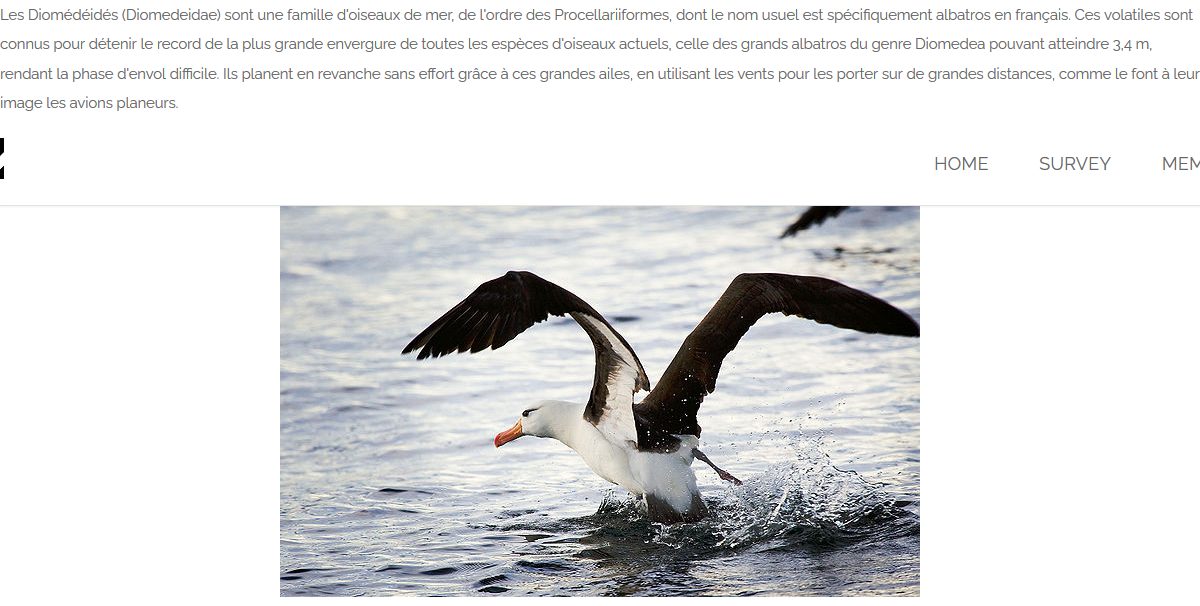 Les Diomédéidés (Diomedeidae) sont une famille d'oiseaux de mer, de l'ordre des Procellariiformes, dont le nom usuel est spécifiquement albatros en français. Ces volatiles sont
connus pour détenir le record de la plus grande envergure de toutes les espèces d'oiseaux actuels, celle des grands albatros du genre Diomedea pouvant atteindre 3,4 m,
rendant la phase d'envol difficile. Ils planent en revanche sans effort grâce à ces grandes ailes, en utilisant les vents pour les porter sur de grandes distances, comme le font à leur
image les avions planeurs.
HOME SURVEY MEM